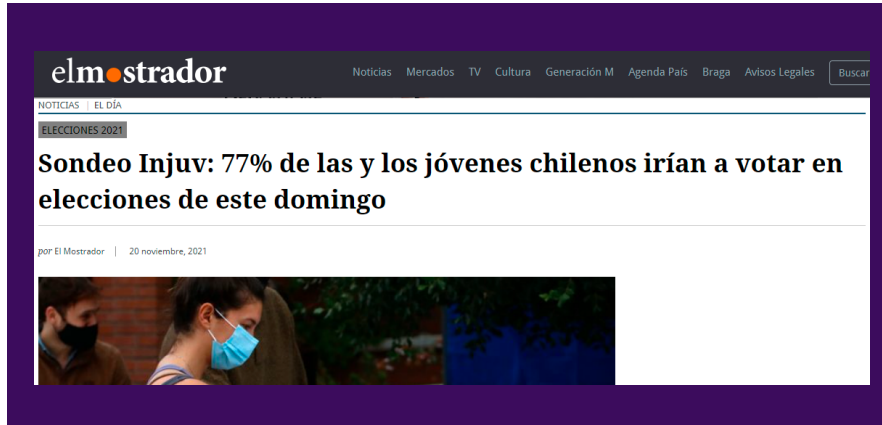 elmostrador
Noticias Mercados TV Cultura Generación M Agenda País Braga Avisos Legales Buscar
NOTICIAS | EL DÍA
ELECCIONES 2021
Sondeo Injuv: 77% de las y los jóvenes chilenos irían a votar en
elecciones de este domingo
por El Mostrador | 20 noviembre, 2021